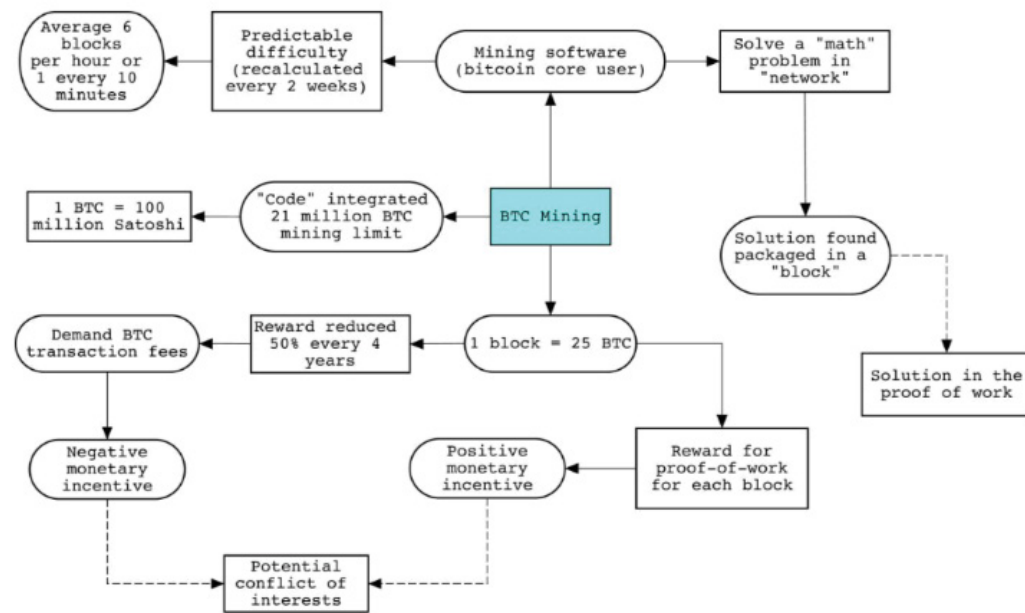 Average 6
blocks
per hour or
1 every 10
minutes
Predictable
difficulty
(recalculated
every 2 weeks)
Mining software
(bitcoin core user)
Solve a "math"
problem in
"network"
1 BTC = 100
million Satoshi
"Code" integrated
21 million BTC
mining limit
BTC Mining
Solution found
packaged in a
"block"
Demand BTC
transaction fees
Reward reduced
50% every 4
years
1 block = 25 BTC
Solution in the
proof of work
Negative
monetary
incentive
Positive
monetary
incentive
Reward for
proof-of-work
for each block
Potential
conflict of
interests